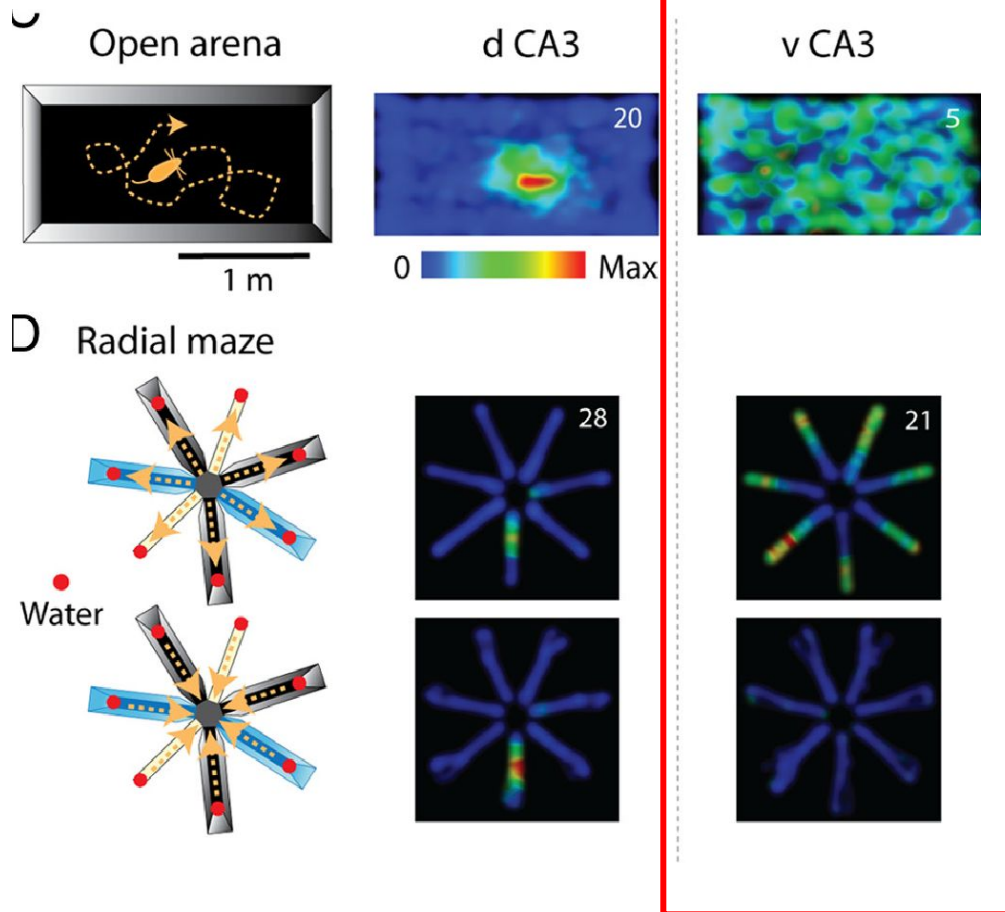 C
Open arena
d CA3
v CA3
20
5
0
Max
1 m
D
Radial maze
28
21
Water